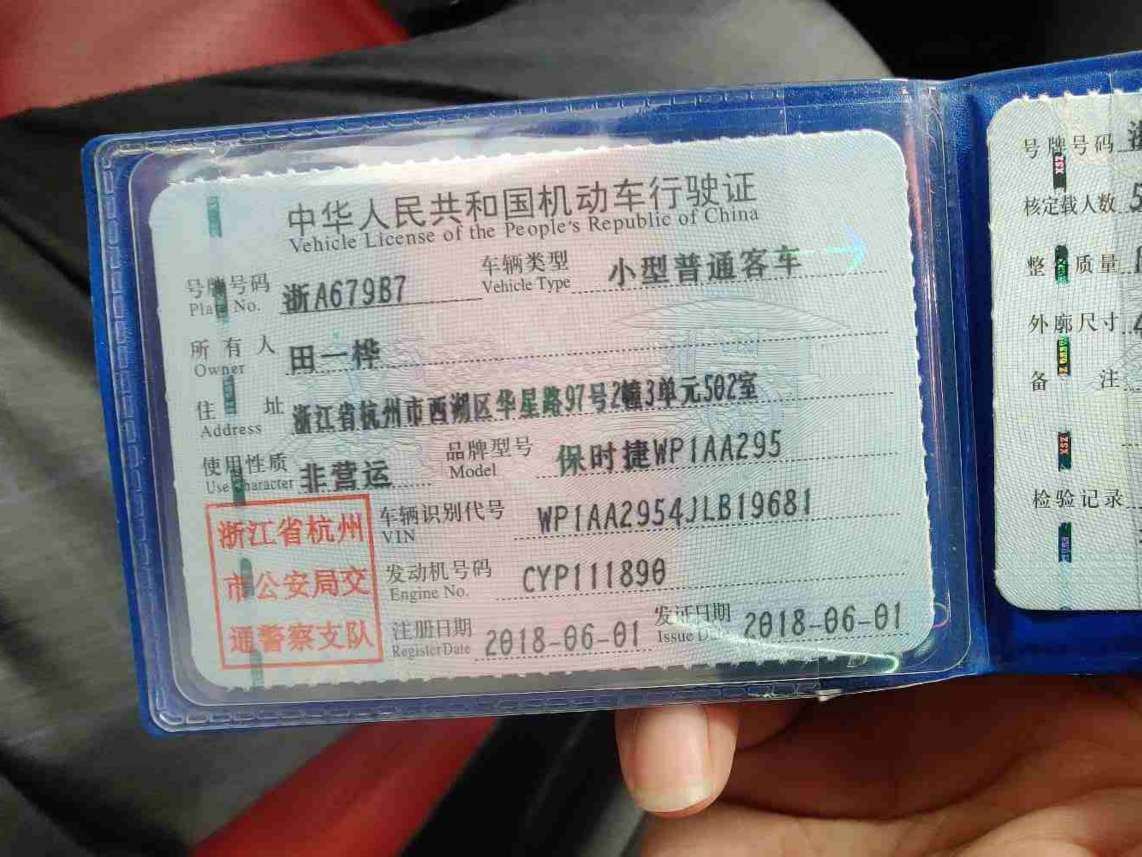 中华人民共和国机动车行驶证
Vehicle License of the People's Republic of China
号牌号码 浙A679B7 车辆类型 小型普通客车
Plate No. Vehicle Type
所有人 田一桦
Owner
住址 浙江省杭州市西湖区华星路97号2幢3单元502室
Address
使用性质 非营运 品牌型号 保时捷WP1AA295
Use Character Model
浙江省杭州
市公安局交
通警察支队
车辆识别代号 WP1AA2954JLB19681
VIN
发动机号码 CYP111890
Engine No.
注册日期 2018-06-01 发证日期 2018-06-01
Register Date Issue Date
号牌号码
核定载人数 5
整备质量
外廓尺寸
备注
检验记录
XSZ
XSZ